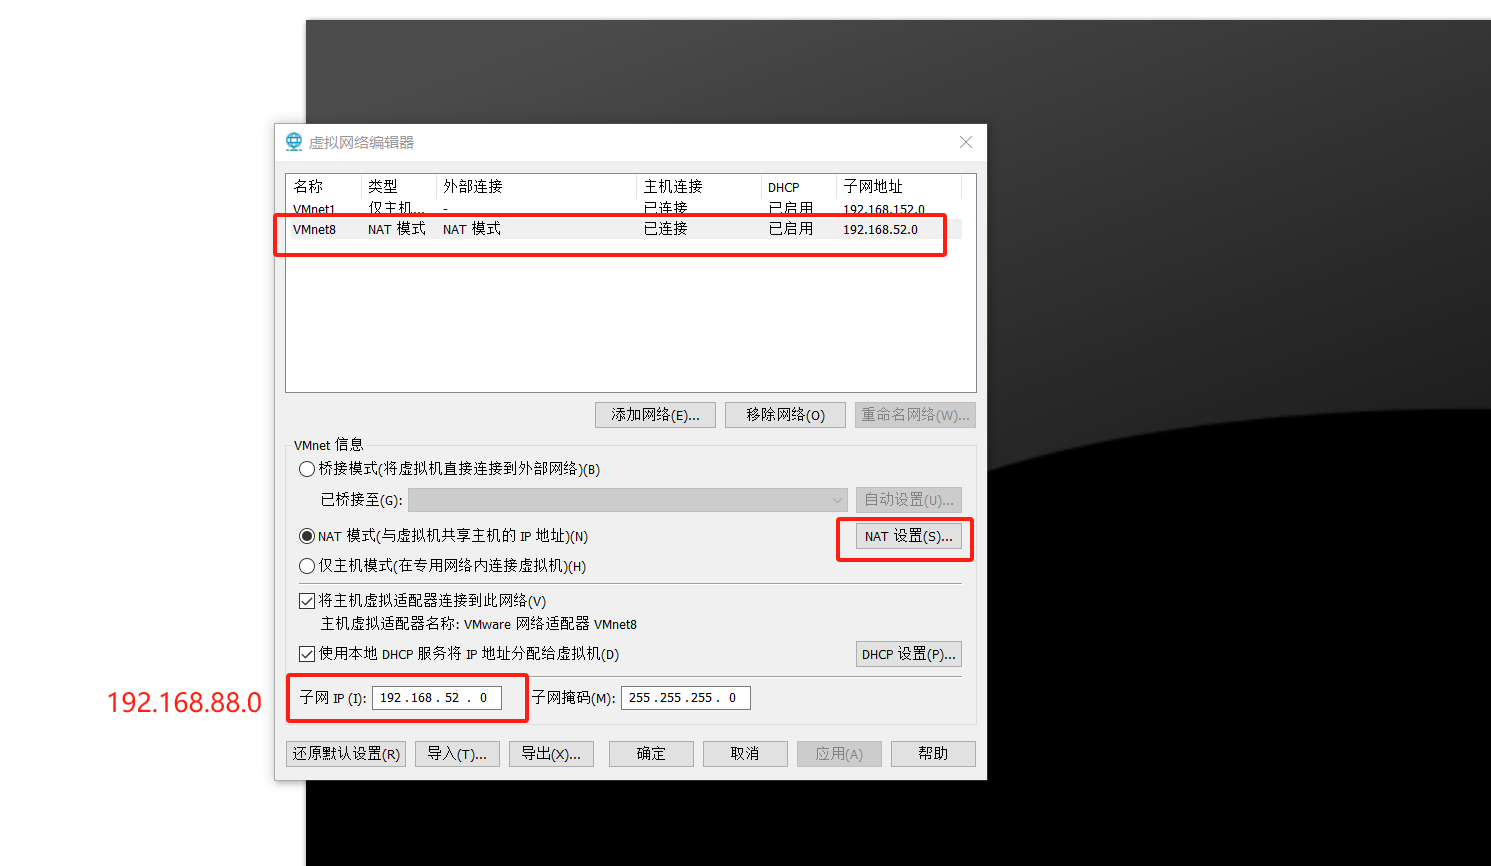 虚拟网络编辑器
名称 类型 外部连接 主机连接 DHCP 子网地址
VMnet1 仅主机... - 已连接 已启用 192.168.152.0
VMnet8 NAT 模式 NAT 模式 已连接 已启用 192.168.52.0
添加网络(E)... 移除网络(O) 重命名网络(W)...
VMnet 信息
桥接模式(将虚拟机直接连接到外部网络)(B)
已桥接至(G): 自动设置(U)...
NAT 模式(与虚拟机共享主机的 IP 地址)(N) NAT 设置(S)...
仅主机模式(在专用网络内连接虚拟机)(H)
将主机虚拟适配器连接到此网络(V)
主机虚拟适配器名称: VMware 网络适配器 VMnet8
使用本地 DHCP 服务将 IP 地址分配给虚拟机(D) DHCP 设置(P)...
192.168.88.0 子网 IP (I): 192 .168 . 52 . 0 子网掩码(M): 255 .255 .255 . 0
还原默认设置(R) 导入(T)... 导出(X)... 确定 取消 应用(A) 帮助